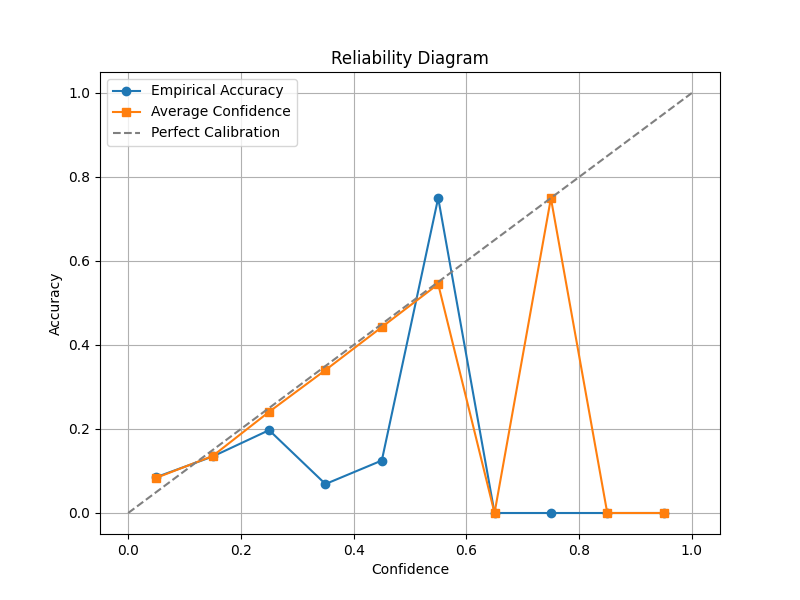 Reliability Diagram
Empirical Accuracy
Average Confidence
Perfect Calibration
1.0
0.8
0.6
0.4
0.2
0.0
Accuracy
0.0 0.2 0.4 0.6 0.8 1.0
Confidence